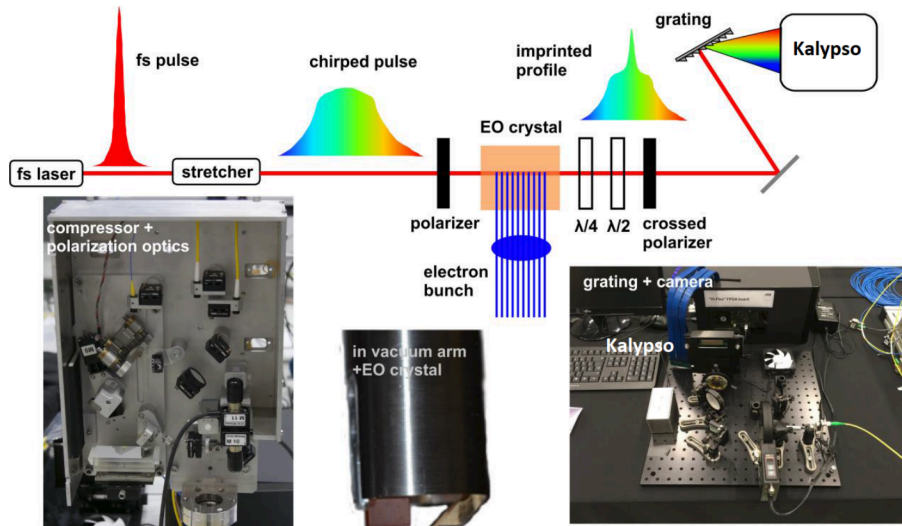 grating
Kalypso
fs pulse
chirped pulse
imprinted
profile
EO crystal
fs laser
stretcher
polarizer
λ/4
λ/2
crossed
polarizer
electron
bunch
compressor +
polarization optics
in vacuum arm
+EO crystal
grating + camera
Kalypso
M 10